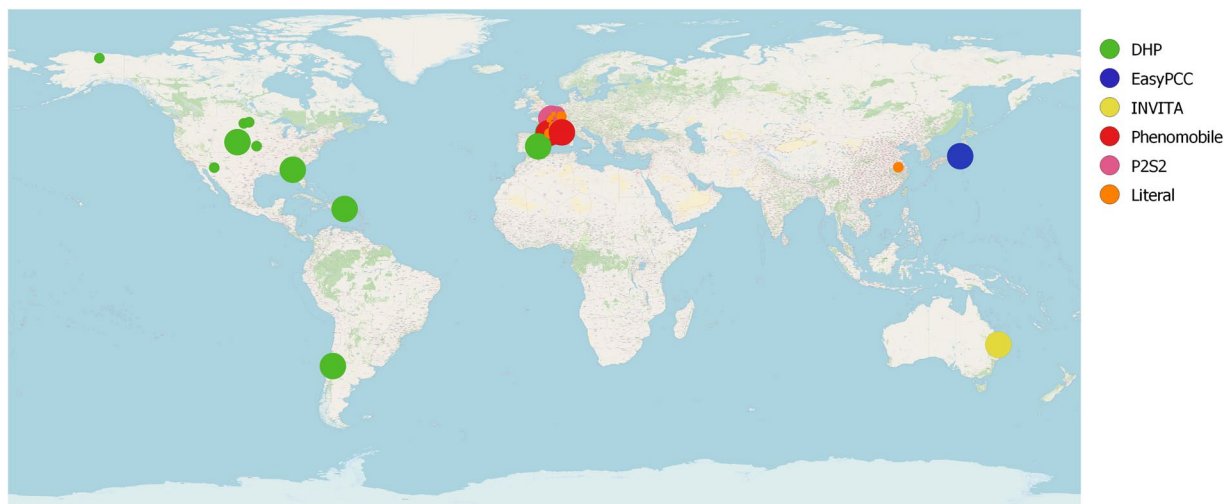 DHP
EasyPCC
INVITA
Phenomobile
P2S2
Literal